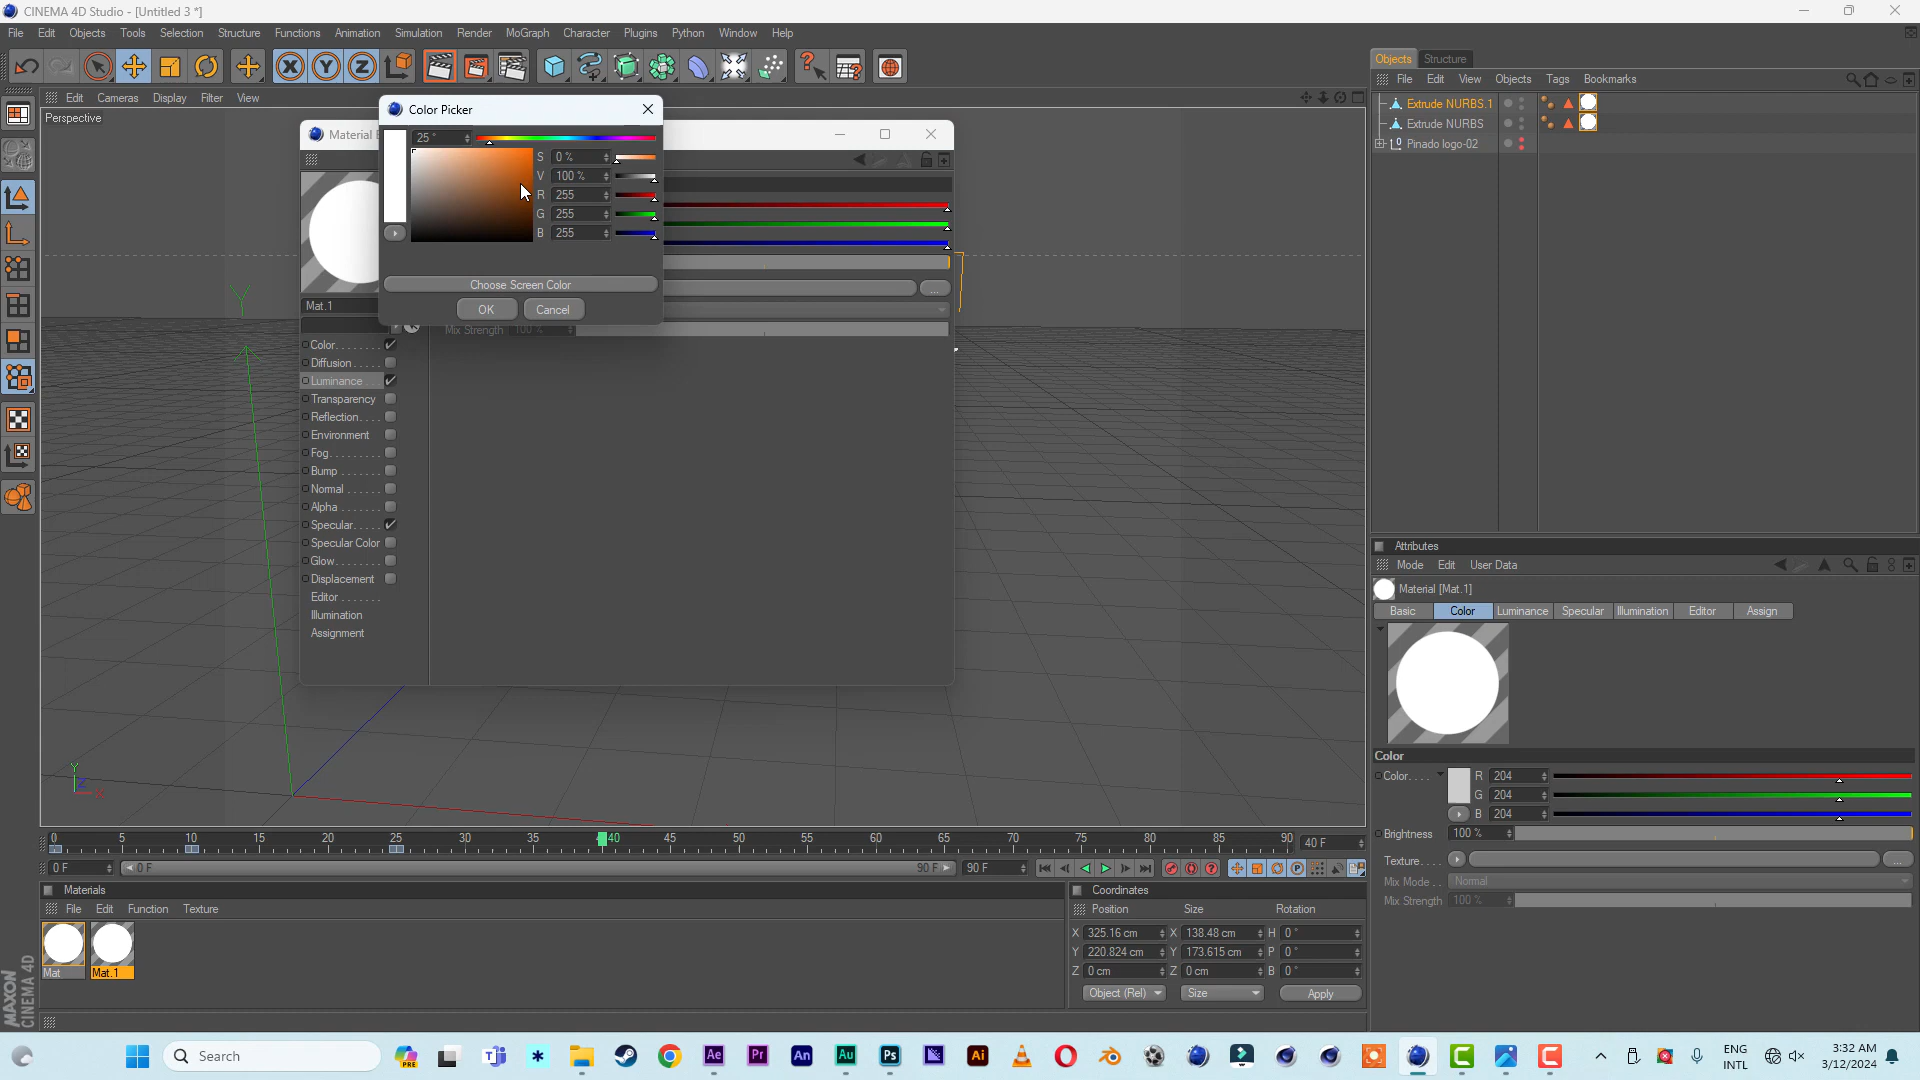 CINEMA 4D Studio - [Untitled 3 *]
File Edit Objects Tools Selection Structure Functions Animation Simulation Render MoGraph Character Plugins Python Window Help
Edit Cameras Display Filter View
Perspective
Color Picker
25 °
S 0 %
V 100 %
R 255
G 255
B 255
Choose Screen Color
OK Cancel
Material
Mat.1
Mix Strength 100 %
Color
Diffusion
Luminance
Transparency
Reflection
Environment
Fog
Bump
Normal
Alpha
Specular
Specular Color
Glow
Displacement
Editor
Illumination
Assignment
Objects Structure
File Edit View Objects Tags Bookmarks
Extrude NURBS.1
Extrude NURBS
Pinado logo-02
Attributes
Mode Edit User Data
Material [Mat.1]
Basic Color Luminance Specular Illumination Editor Assign
Color
Color R 204
G 204
B 204
Brightness 100 %
Texture ...
Mix Mode Normal
Mix Strength 100 %
0 5 10 15 20 25 30 35 40 45 50 55 60 65 70 75 80 85 90 40 F
0 F 0 F 90 F 90 F
Materials
File Edit Function Texture
Mat Mat.1
Coordinates
Position Size Rotation
X 325.16 cm X 138.48 cm H 0 °
Y 220.824 cm Y 173.615 cm P 0 °
Z 0 cm Z 0 cm B 0 °
Object (Rel) Size Apply
MAXON
CINEMA 4D
Search
ENG
INTL
3:32 AM
3/12/2024